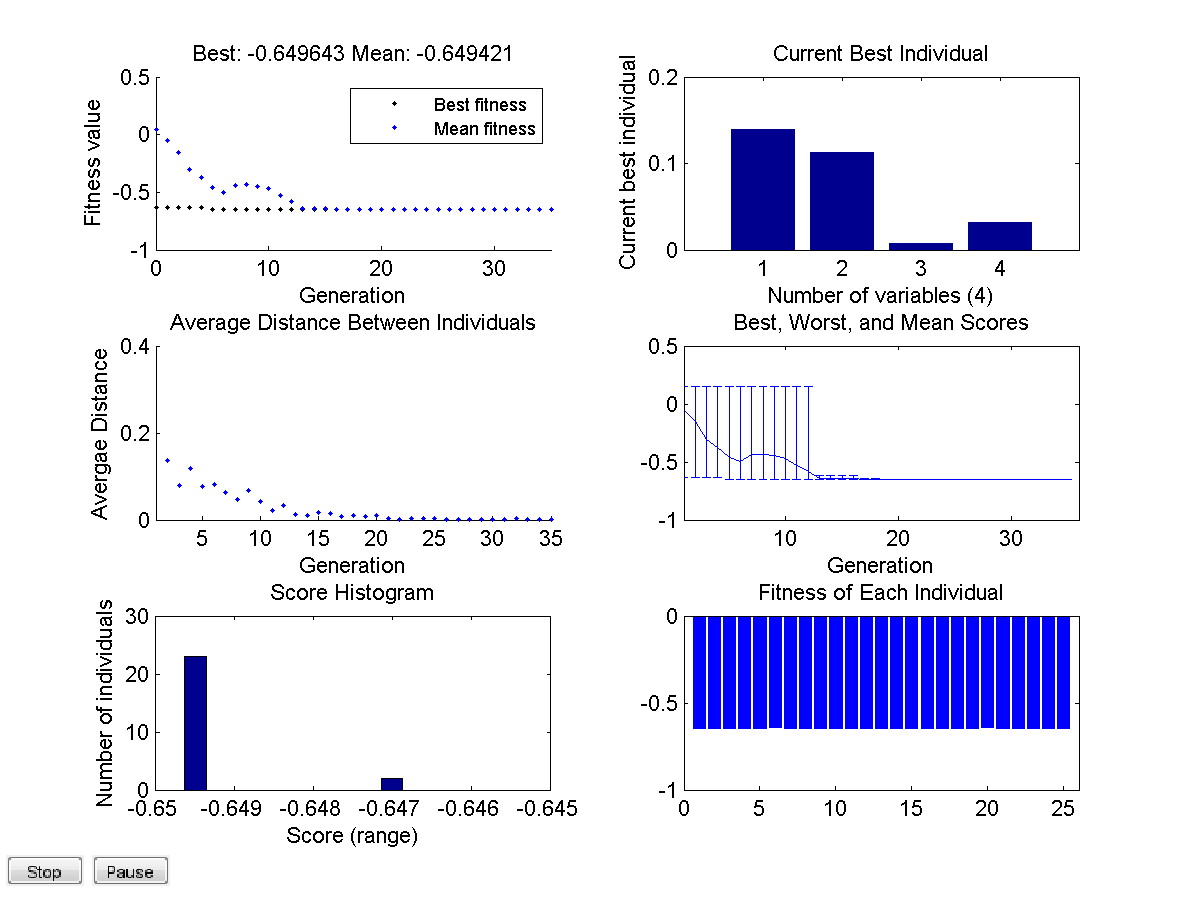 Best: -0.649643 Mean: -0.649421
0.5
0
-0.5
-1
Fitness value
Best fitness
Mean fitness
0 10 20 30
Generation
Current Best Individual
0.2
0.1
0
Current best individual
1 2 3 4
Number of variables (4)
Average Distance Between Individuals
0.4
0.2
0
Avergae Distance
5 10 15 20 25 30 35
Generation
Best, Worst, and Mean Scores
0.5
0
-0.5
-1
10 20 30
Generation
Score Histogram
30
20
10
0
Number of individuals
-0.65 -0.649 -0.648 -0.647 -0.646 -0.645
Score (range)
Fitness of Each Individual
0
-0.5
-1
0 5 10 15 20 25
Stop Pause